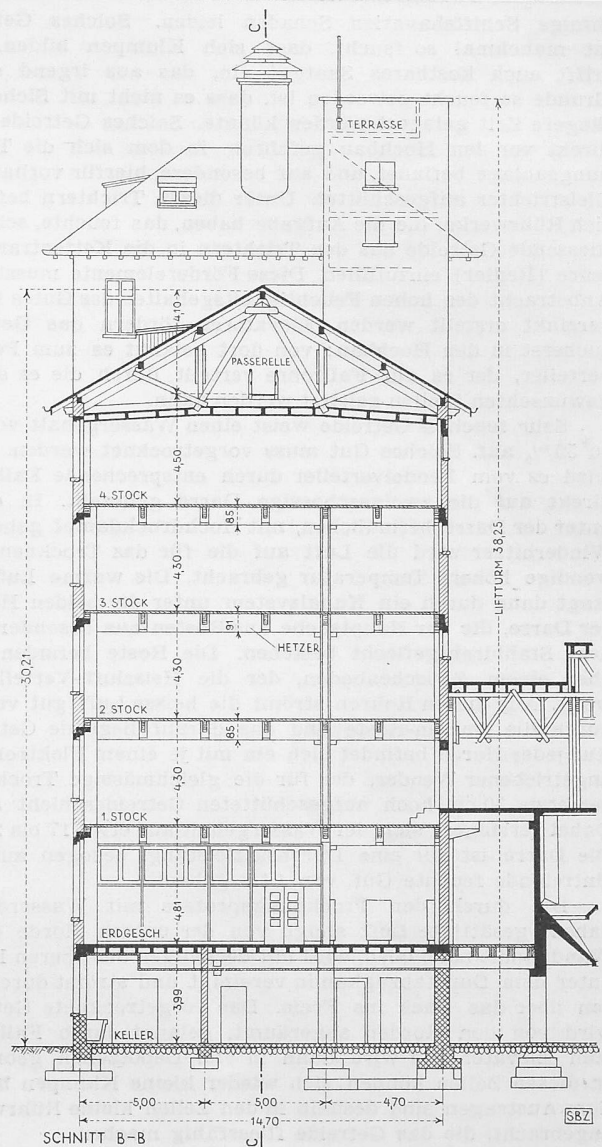 C
TERRASSE
4,10
PASSERELLE
4,50
4. STOCK
85
LIFTTURM 38,25
4,30
3. STOCK
91
HETZER
30,21
4,30
2. STOCK
85
4,30
1. STOCK
4,81
ERDGESCH.
3,99
KELLER
5,00 5,00 4,70
14,70
SBZ
SCHNITT B-B
C